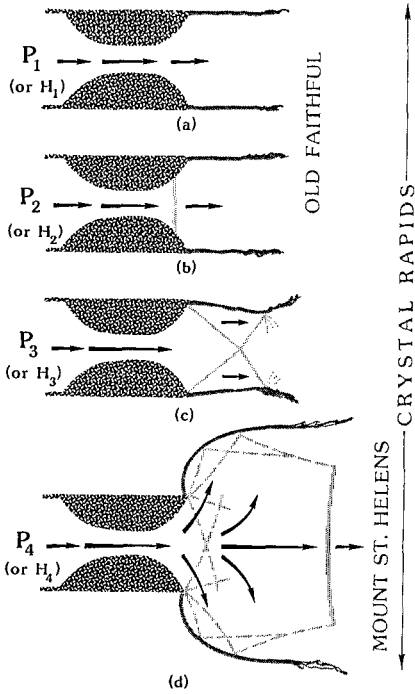 P1
(or H1)
(a)
P2
(or H2)
(b)
P3
(or H3)
(c)
P4
(or H4)
(d)
OLD FAITHFUL
MOUNT ST. HELENS
CRYSTAL RAPIDS